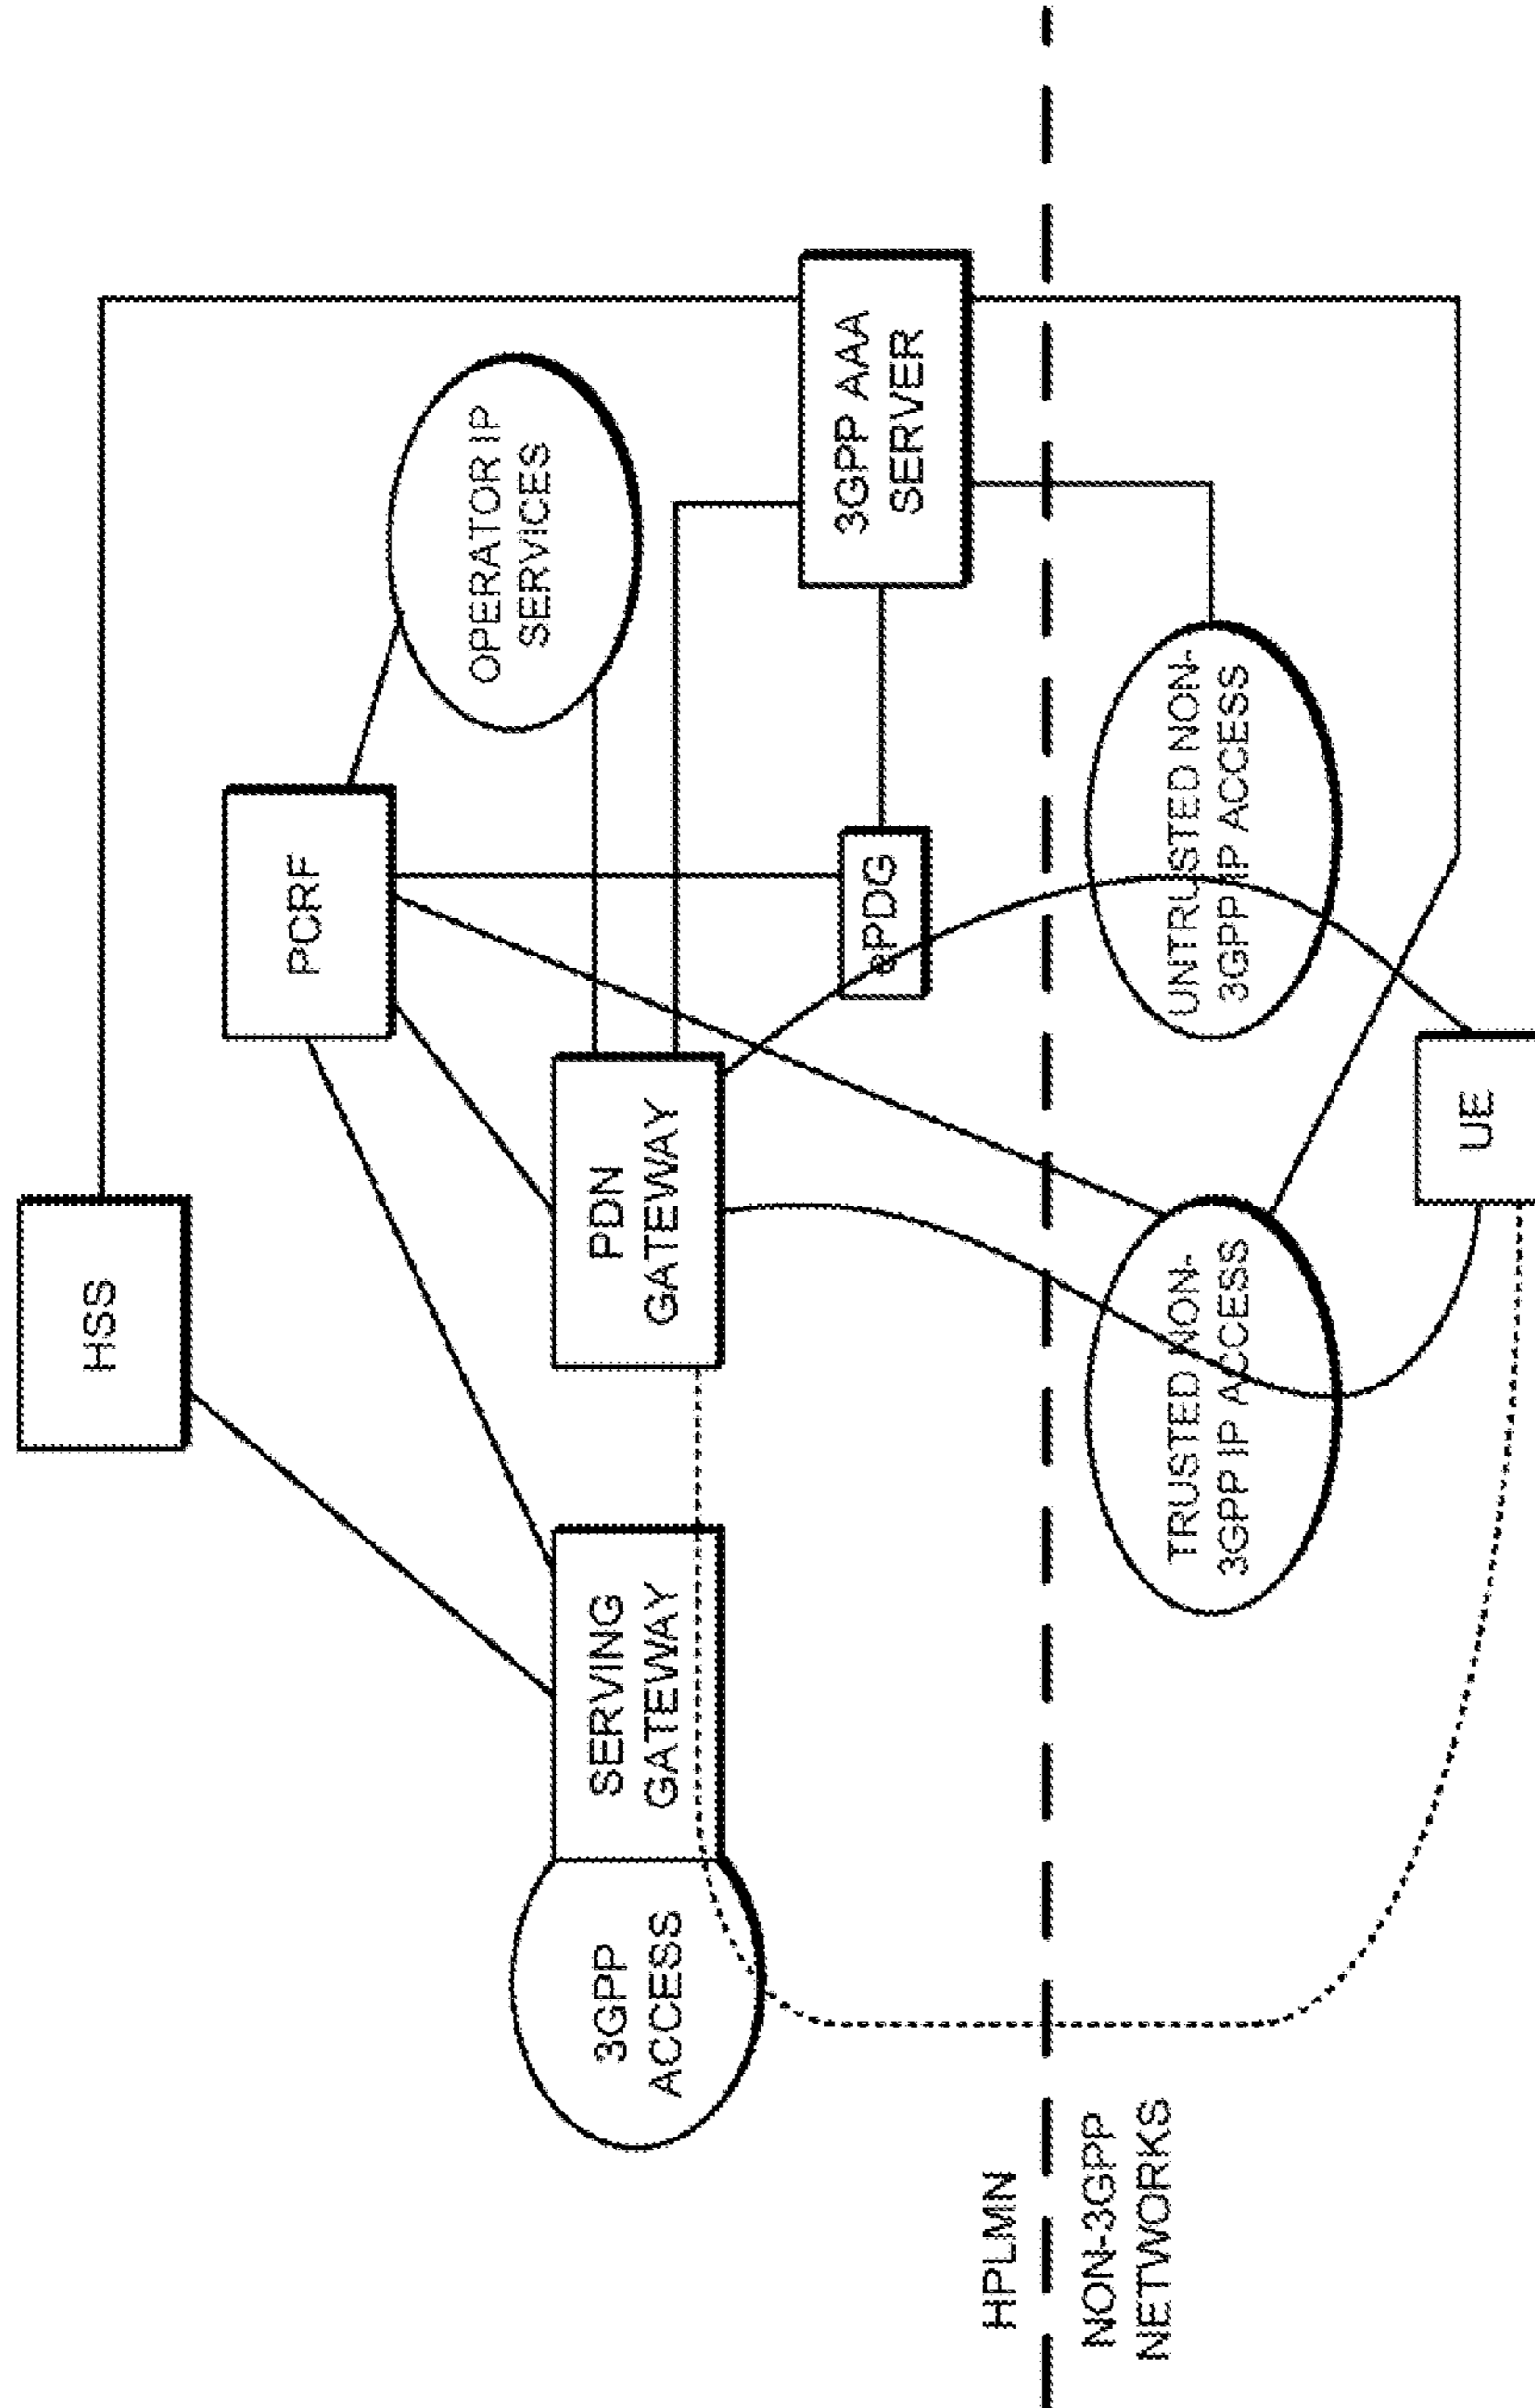 HSS
PCRF
OPERATOR IP
SERVICES
3GPP
ACCESS
SERVING
GATEWAY
PDN
GATEWAY
ePDG
3GPP AAA
SERVER
HPLMN
NON-3GPP
NETWORKS
TRUSTED NON-
3GPP IP ACCESS
UNTRUSTED NON-
3GPP IP ACCESS
UE